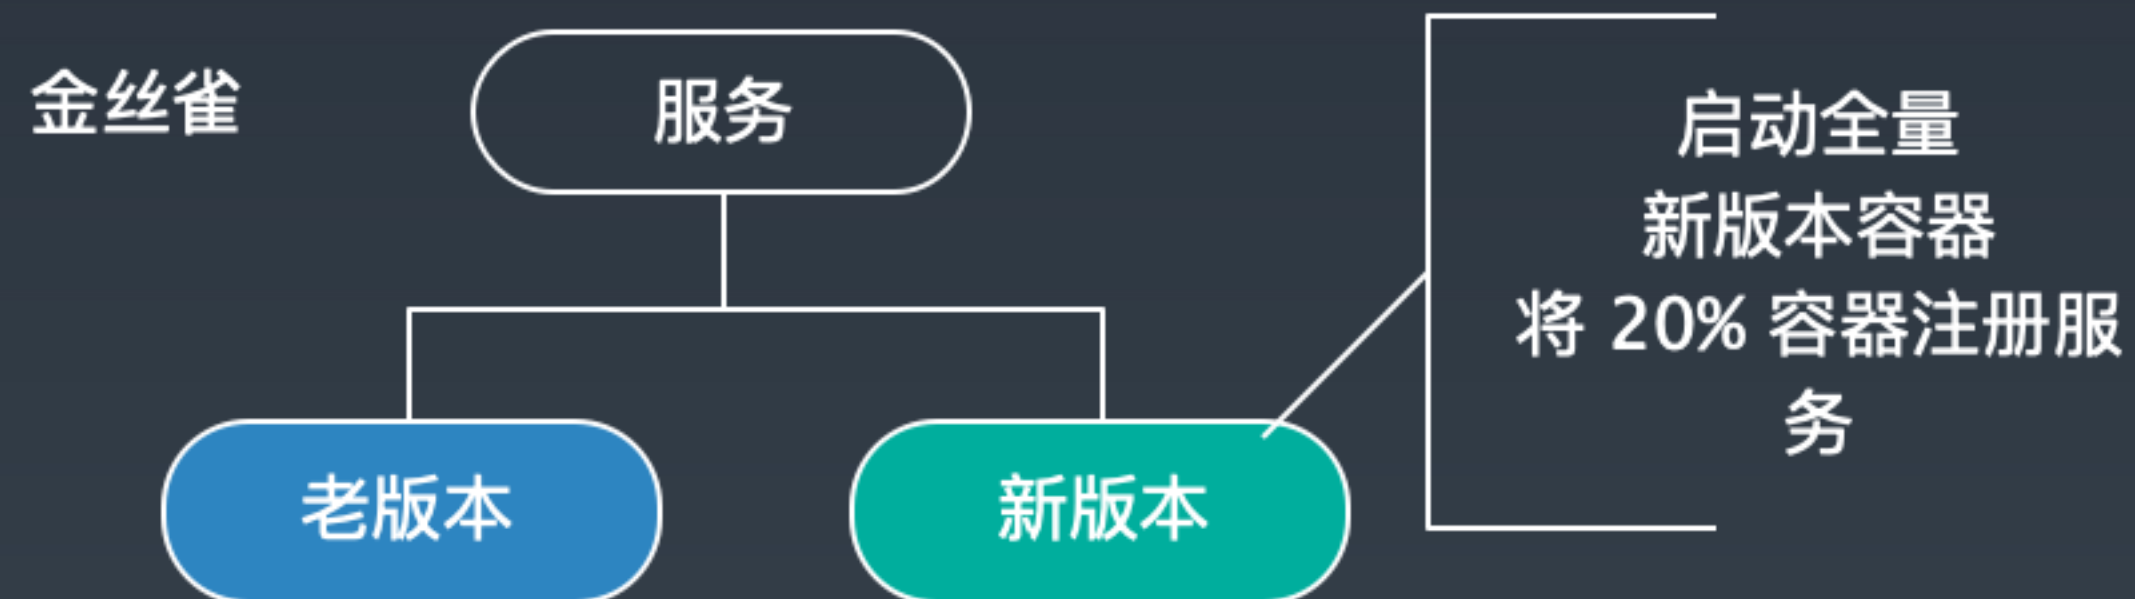 金丝雀
服务
启动全量
新版本容器
将 20% 容器注册服
务
老版本
新版本